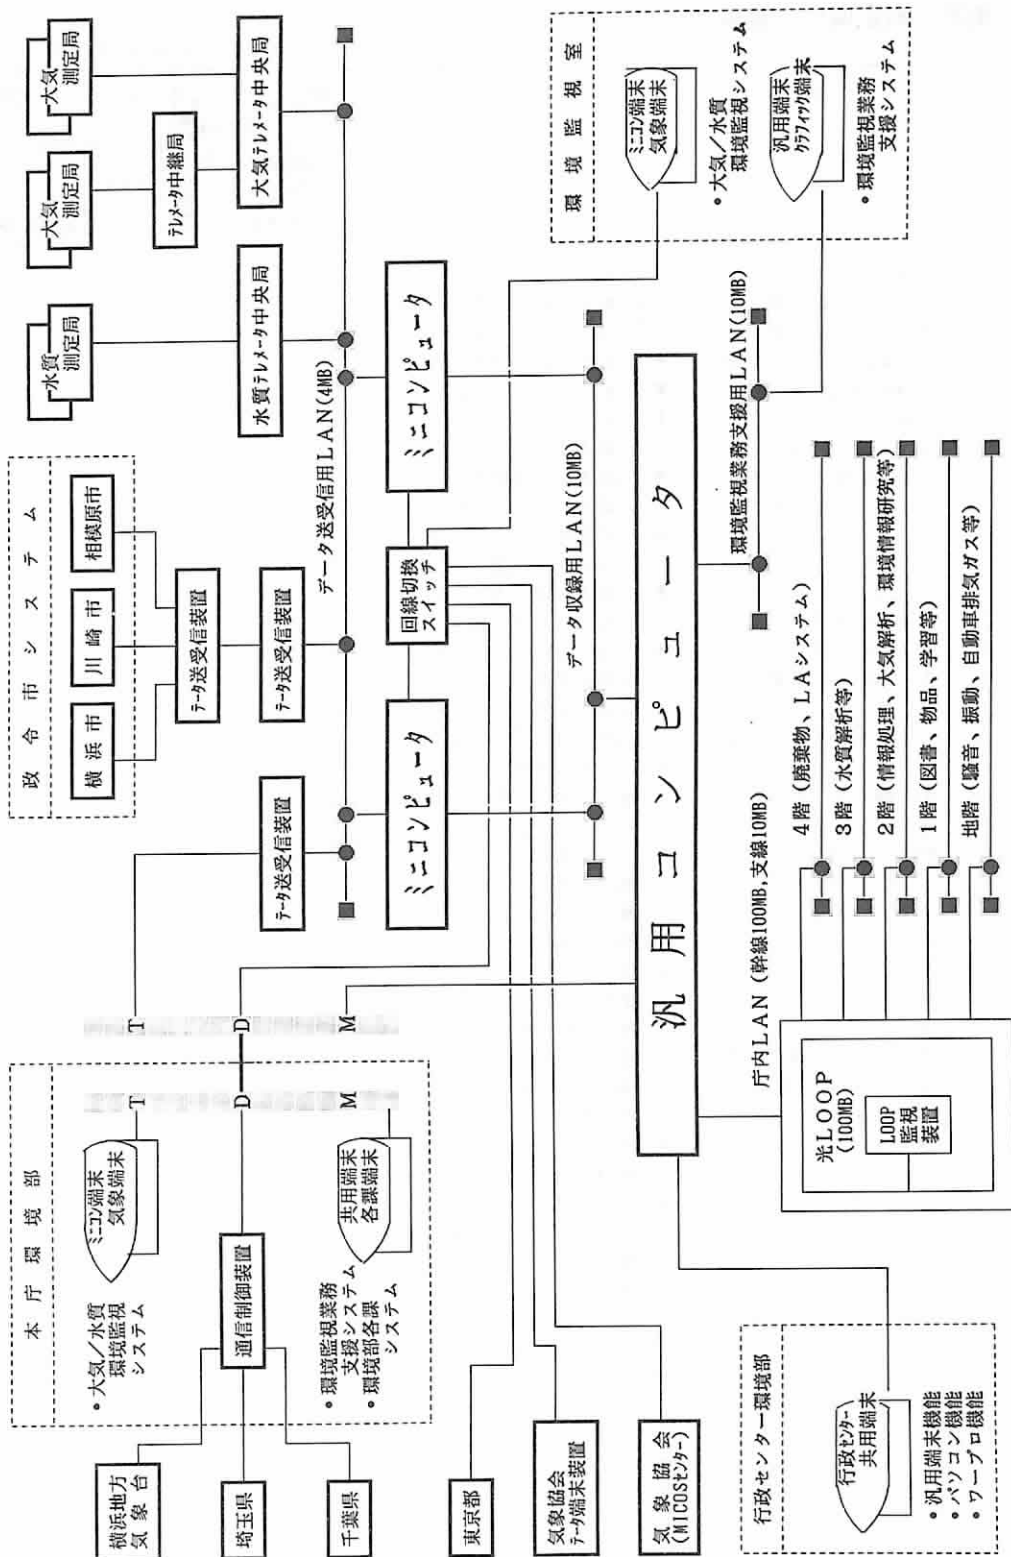 本庁環境部
ミニコン端末
気象端末
• 大気/水質
環境監視
システム
通信制御装置
共用端末
各課端末
• 環境監視業務
支援システム
• 環境部各課
システム
横浜地方
気象台
埼玉県
千葉県
東京都
気象協会
データ端末装置
気象協会
(MICOSセンター)
T
D
M
T
D
M
政令市システム
横浜市
川崎市
相模原市
データ送受信装置
データ送受信装置
データ送受信装置
大気
測定局
大気
測定局
水質
測定局
テレメータ中継局
大気テレメータ中央局
水質テレメータ中央局
データ送受信用LAN(4MB)
ミニコンピュータ
回線切換
スイッチ
ミニコンピュータ
データ収録用LAN(10MB)
汎用コンピュータ
環境監視室
ミニコン端末
気象端末
• 大気/水質
環境監視システム
汎用端末
グラフィック端末
• 環境監視業務
支援システム
環境監視業務支援用LAN(10MB)
庁内LAN(幹線100MB,支線10MB)
4階(廃棄物、LAシステム)
3階(水質解析等)
2階(情報処理、大気解析、環境情報研究等)
1階(図書、物品、学習等)
地階(騒音、振動、自動車排気ガス等)
光LOOP
(100MB)
LOOP
監視
装置
行政センター環境部
行政センター
共用端末
• 汎用端末機能
• パソコン機能
• ワープロ機能